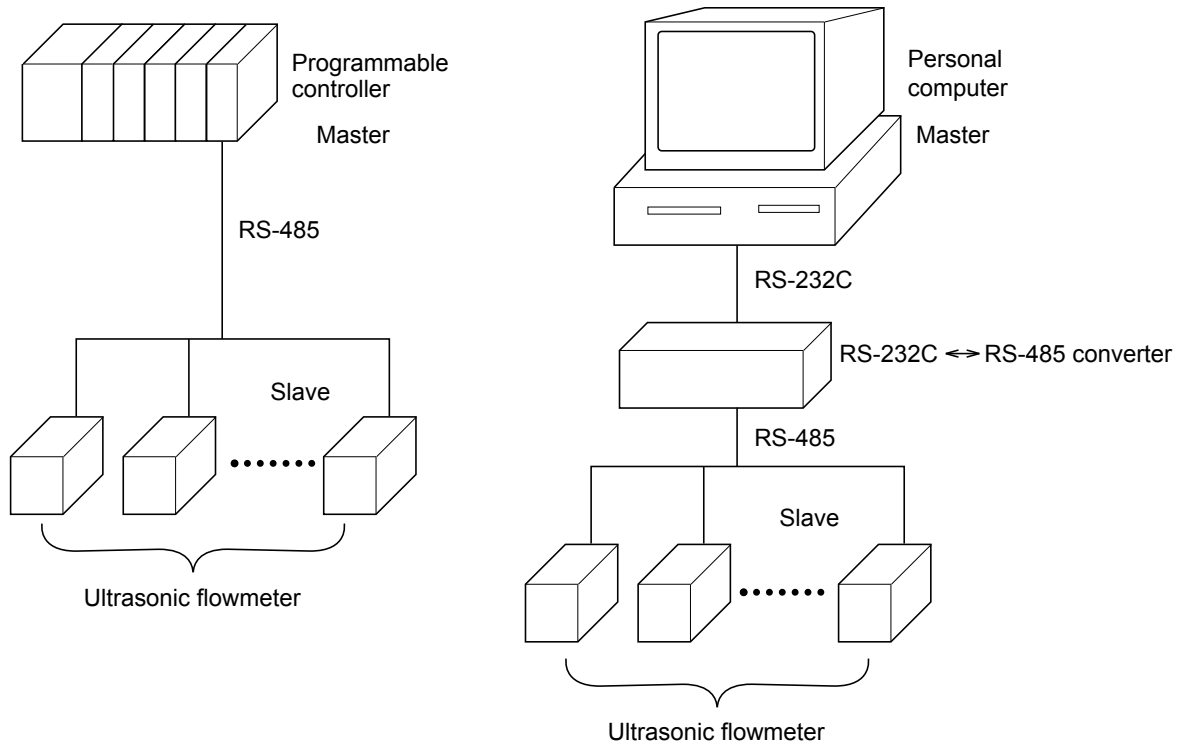 Programmable
controller
Master
RS-485
Slave
Ultrasonic flowmeter
Personal
computer
Master
RS-232C
RS-232C ↔ RS-485 converter
RS-485
Slave
Ultrasonic flowmeter